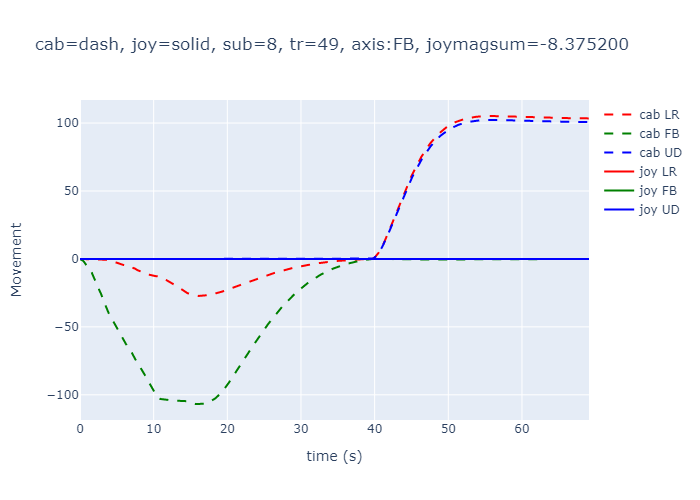 cab=dash, joy=solid, sub=8, tr=49, axis:FB, joymagsum=-8.375200
cab LR
cab FB
cab UD
joy LR
joy FB
joy UD
Movement
100
50
0
−50
−100
0
10
20
30
40
50
60
time (s)